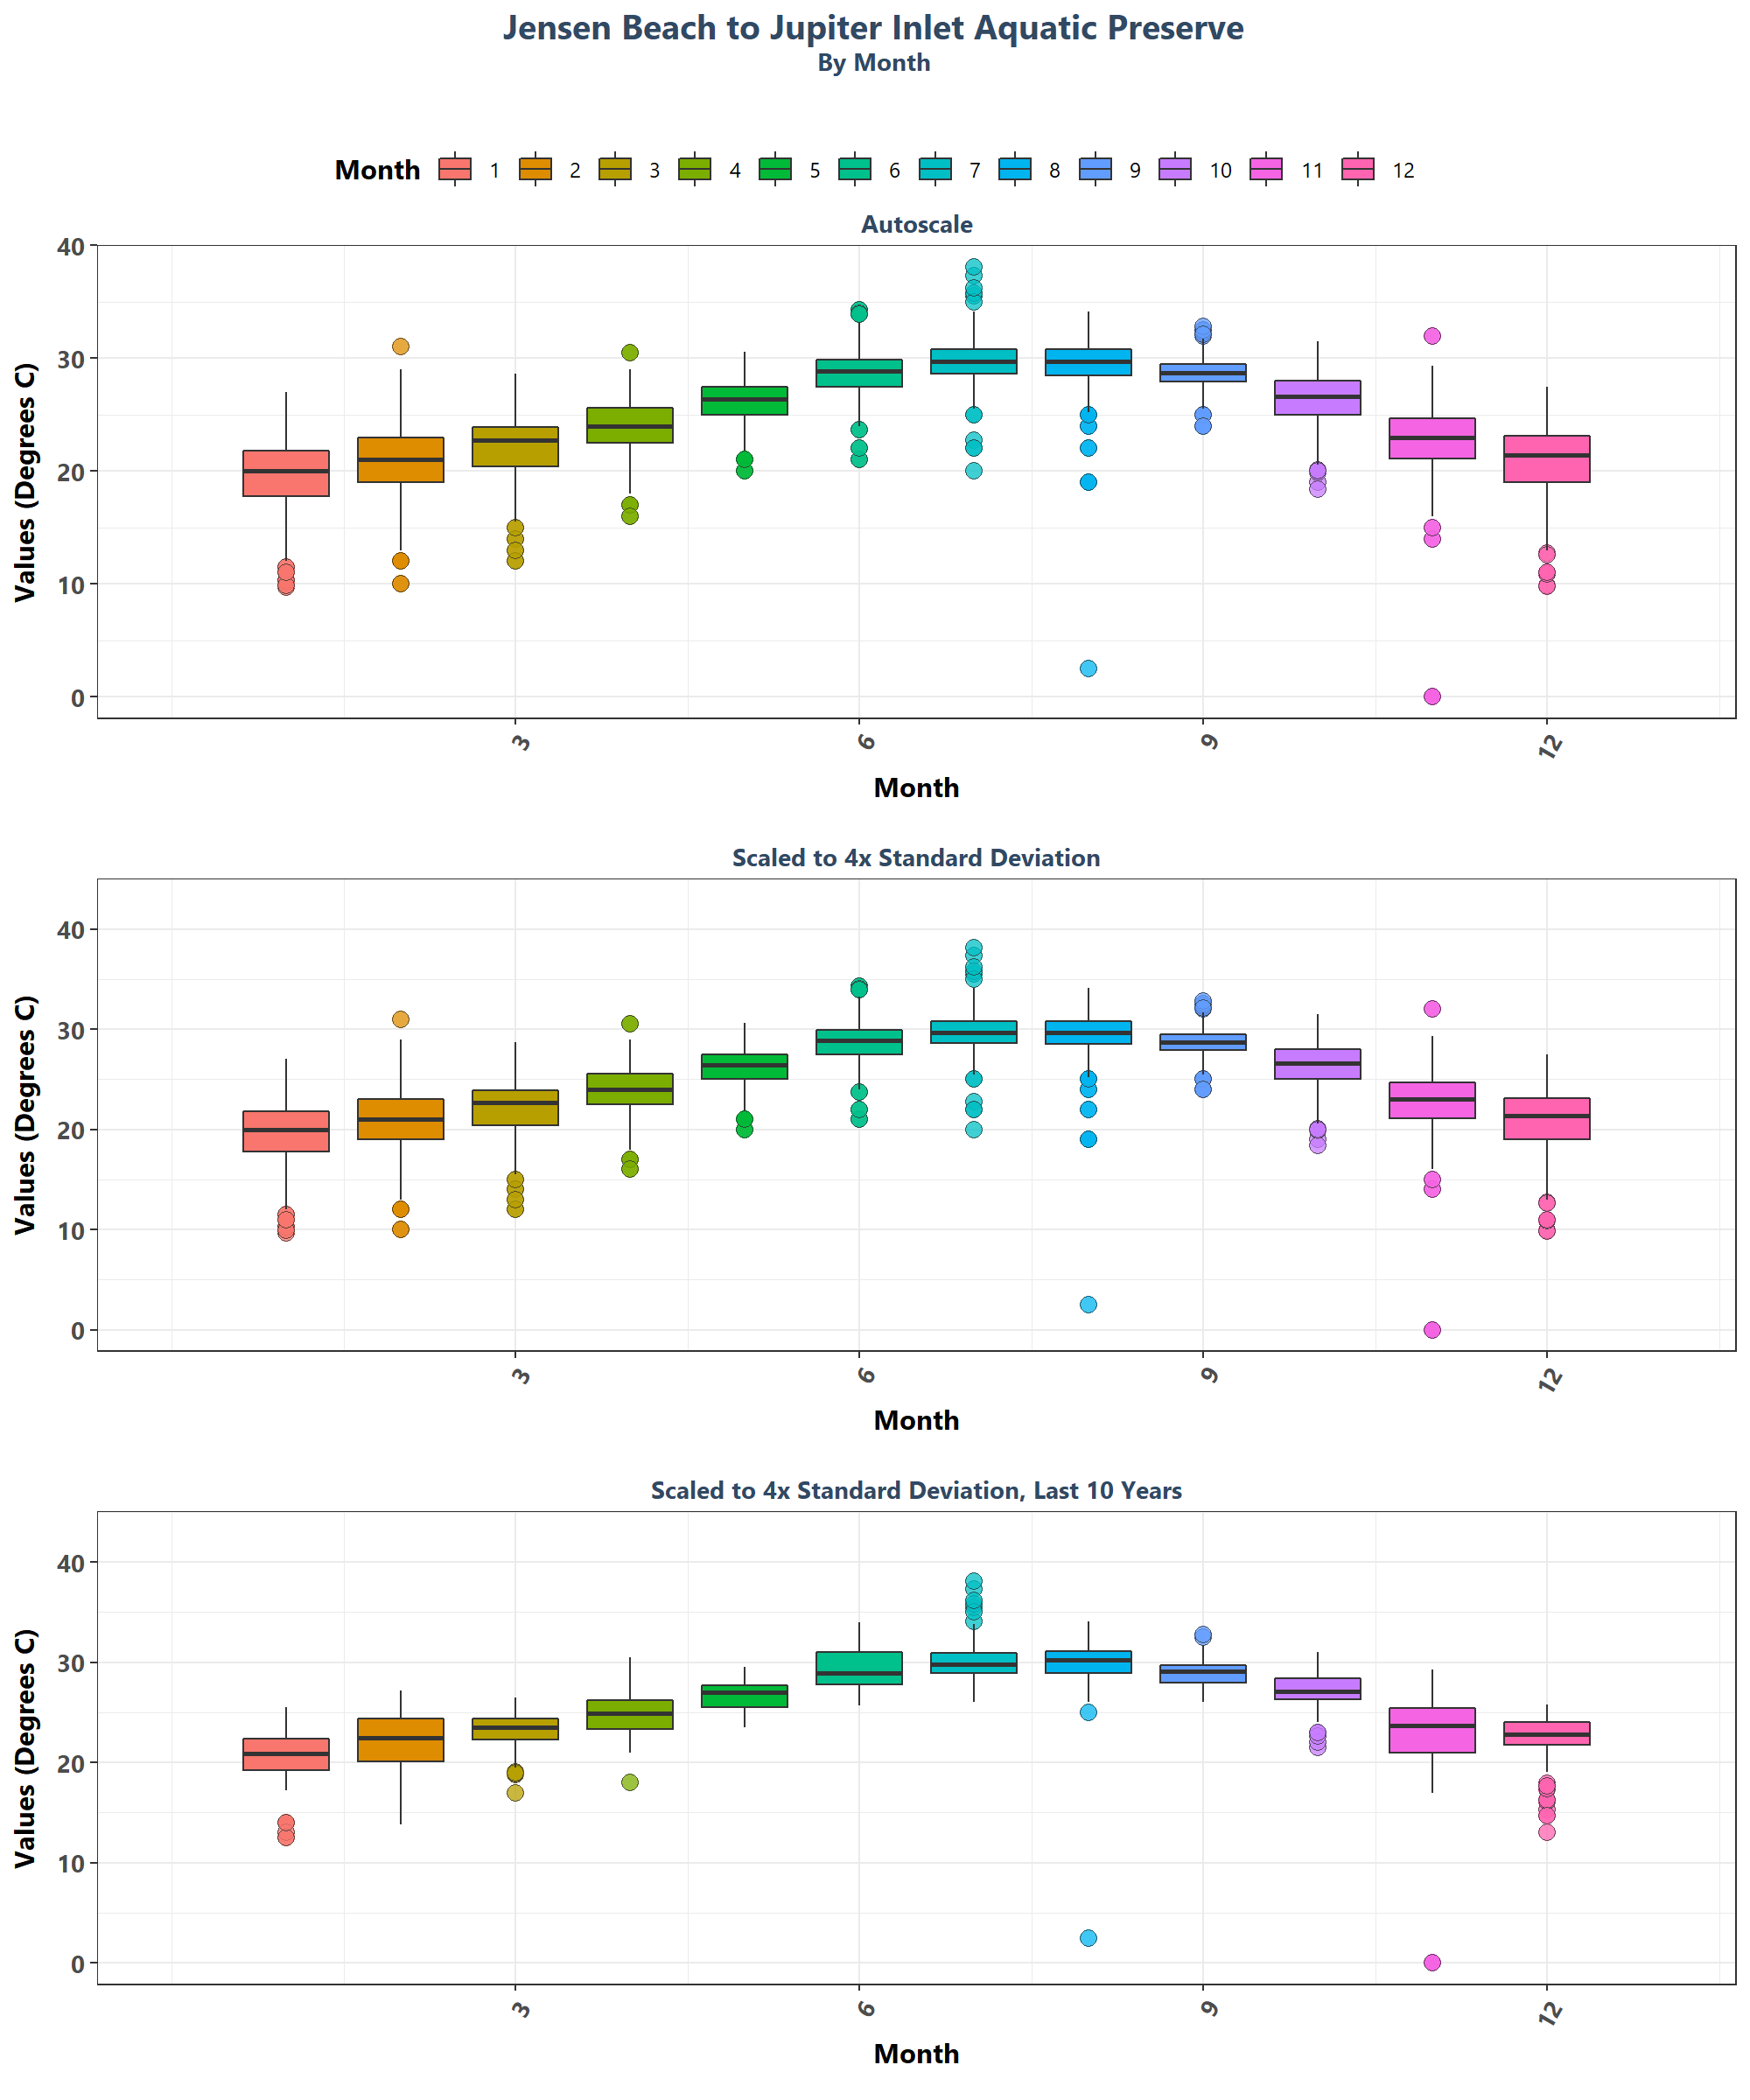 Jensen Beach to Jupiter Inlet Aquatic Preserve
By Month
Month 1 2 3 4 5 6 7 8 9 10 11 12
Autoscale
Values (Degrees C)
40
30
20
10
0
3 6 9 12
Month
Scaled to 4x Standard Deviation
Values (Degrees C)
40
30
20
10
0
3 6 9 12
Month
Scaled to 4x Standard Deviation, Last 10 Years
Values (Degrees C)
40
30
20
10
0
3 6 9 12
Month